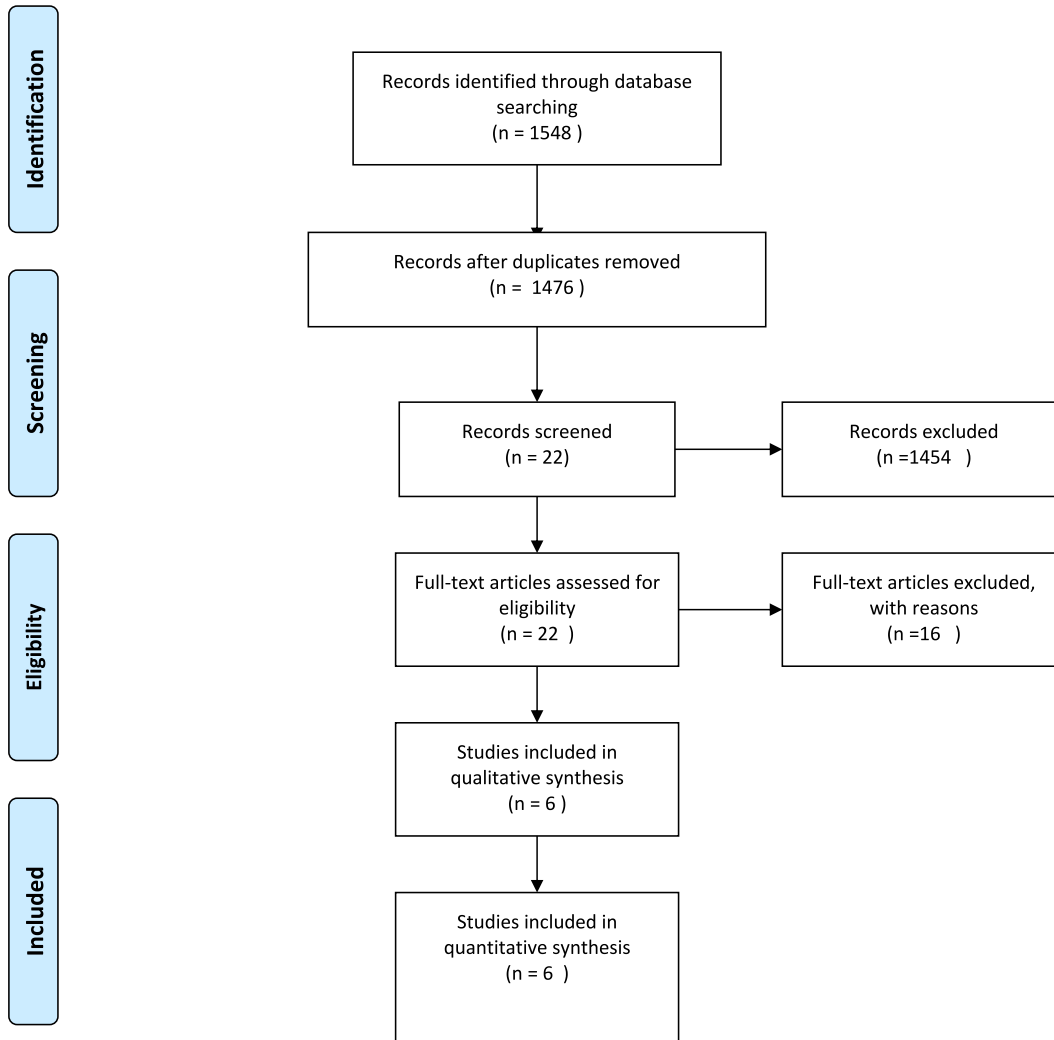 Identification
Records identified through database
searching
(n = 1548 )
Records after duplicates removed
(n = 1476 )
Screening
Records screened
(n = 22)
Records excluded
(n =1454 )
Eligibility
Full-text articles assessed for
eligibility
(n = 22 )
Full-text articles excluded,
with reasons
(n =16 )
Studies included in
qualitative synthesis
(n = 6 )
Included
Studies included in
quantitative synthesis
(n = 6 )